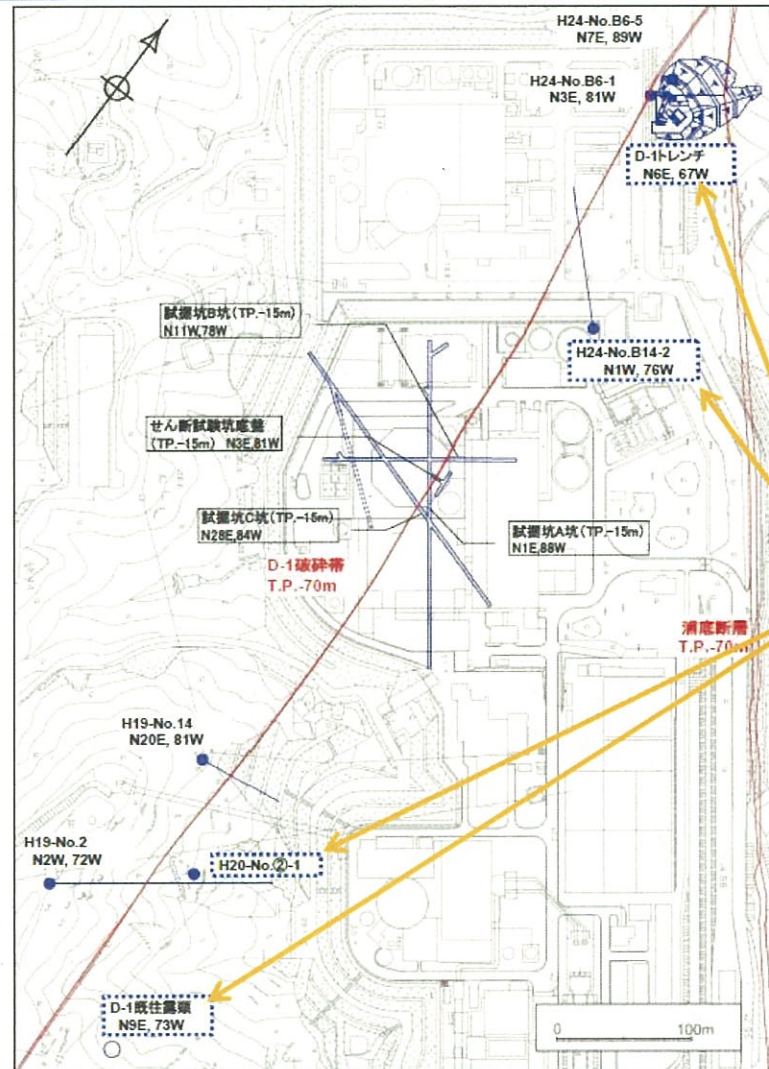 H24-No.B6-5
N7E, 89W
H24-No.B6-1
N3E, 81W
D-1トレンチ
N6E, 67W
試掘坑B坑(TP.-15m)
N11W,78W
H24-No.B14-2
N1W, 76W
せん断試験坑底盤
(TP.-15m) N3E,81W
試掘坑C坑(TP.-15m)
N28E,84W
試掘坑A坑(TP.-15m)
N1E,88W
D-1破砕帯
T.P.-70m
浦底断層
T.P.-70m
H19-No.14
N20E, 81W
H19-No.2
N2W, 72W
H20-No.②-1
D-1既往露頭
N9E, 73W
0 100m